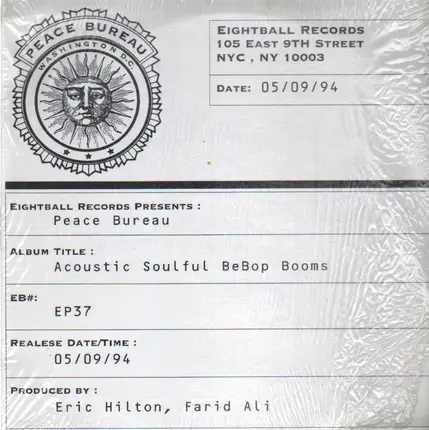 PEACE BUREAU
WASHINGTON D.C.
EIGHTBALL RECORDS
105 EAST 9TH STREET
NYC , NY 10003
DATE: 05/09/94
EIGHTBALL RECORDS PRESENTS :
Peace Bureau
ALBUM TITLE :
Acoustic Soulful BeBop Booms
EB#:
EP37
REALESE DATE/TIME :
05/09/94
PRODUCED BY :
Eric Hilton, Farid Ali